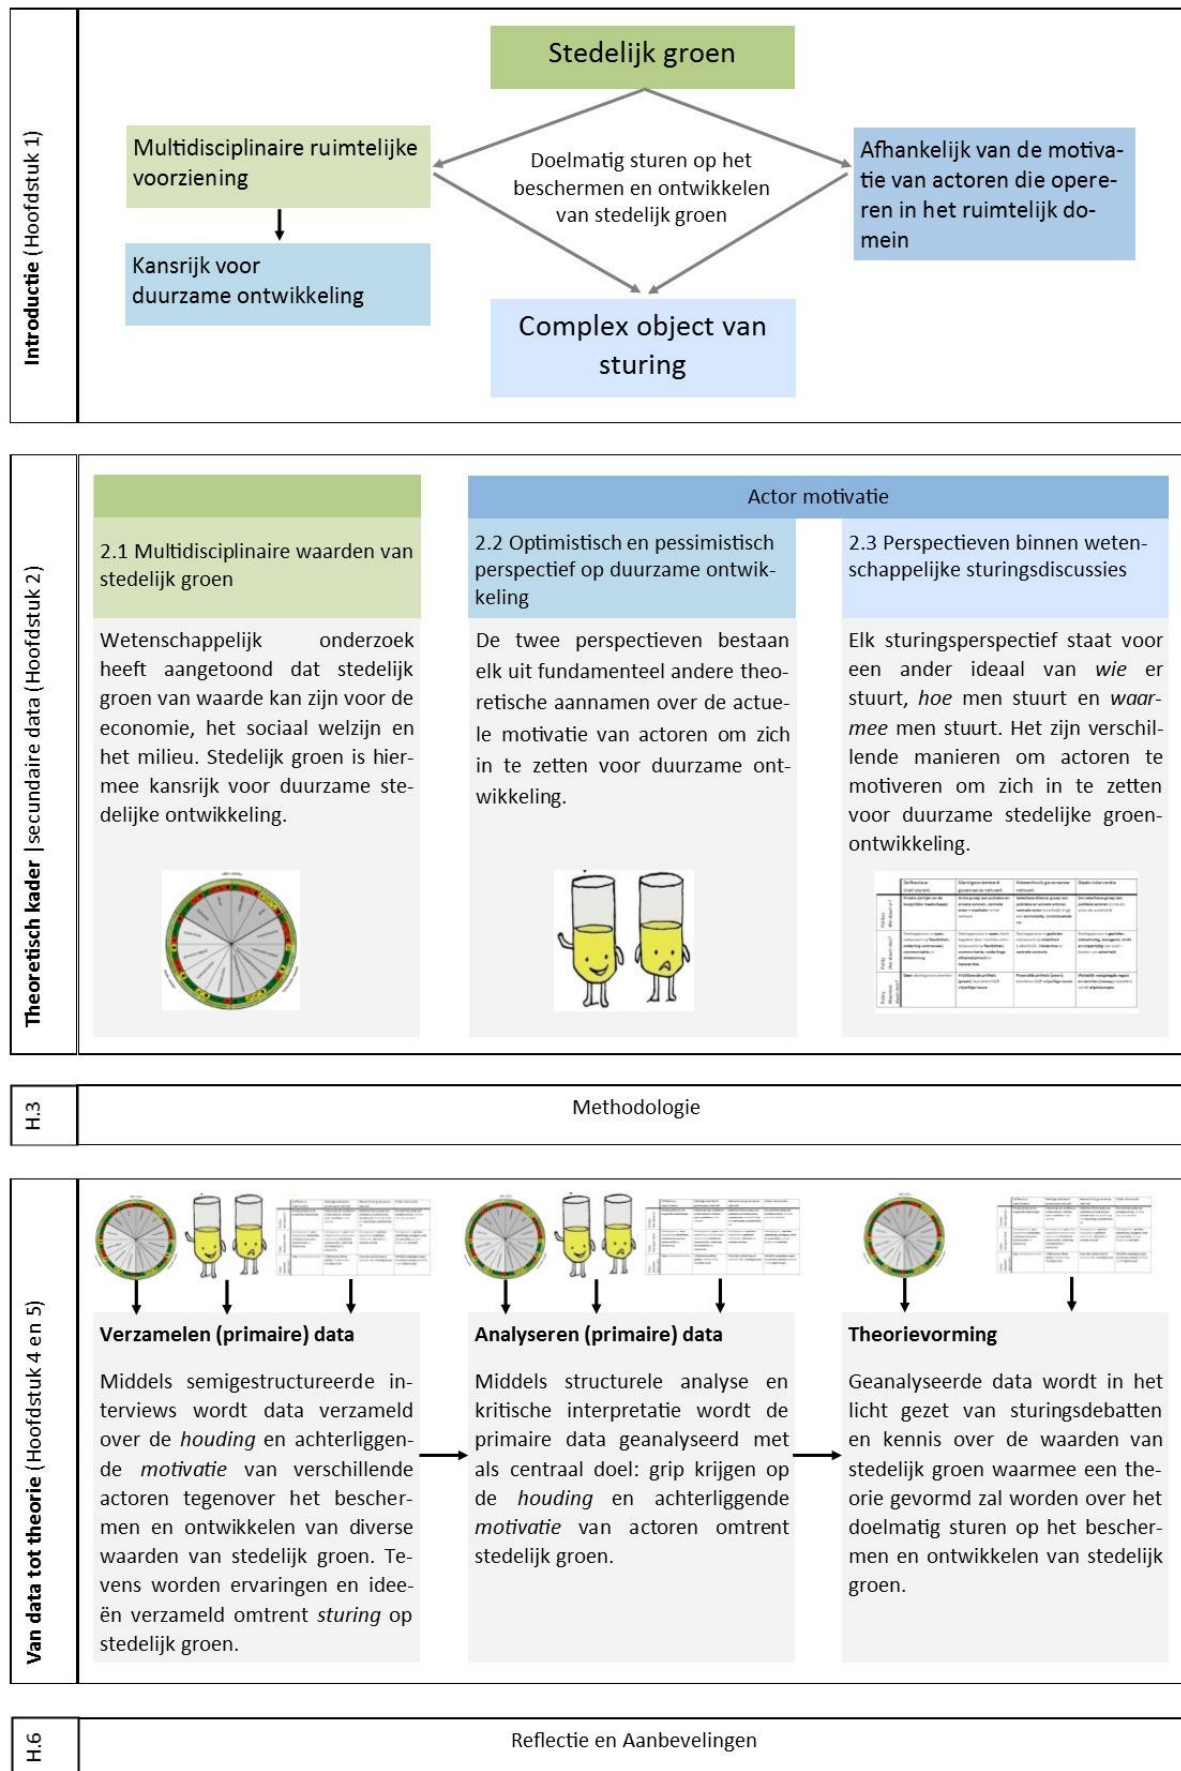 Introductie (Hoofdstuk 1)
Stedelijk groen
Multidisciplinaire ruimtelijke
voorziening
Doelmatig sturen op het
beschermen en ontwikkelen
van stedelijk groen
Afhankelijk van de motiva-
tie van actoren die opere-
ren in het ruimtelijk do-
mein
Kansrijk voor
duurzame ontwikkeling
Complex object van
sturing
Theoretisch kader |secundaire data (Hoofdstuk 2)
Actor motivatie
2.1 Multidisciplinaire waarden van
stedelijk groen
Wetenschappelijk onderzoek
heeft aangetoond dat stedelijk
groen van waarde kan zijn voor de
economie, het sociaal welzijn en
het milieu. Stedelijk groen is hier-
mee kansrijk voor duurzame ste-
delijke ontwikkeling.
2.2 Optimistisch en pessimistisch
perspectief op duurzame ontwik-
keling
De twee perspectieven bestaan
elk uit fundamenteel andere theo-
retische aannamen over de actue-
le motivatie van actoren om zich
in te zetten voor duurzame ont-
wikkeling.
2.3 Perspectieven binnen weten-
schappelijke sturingsdiscussies
Elk sturingsperspectief staat voor
een ander ideaal van wie er
stuurt, hoe men stuurt en waar-
mee men stuurt. Het zijn verschil-
lende manieren om actoren te
motiveren om zich in te zetten
voor duurzame stedelijke groen-
ontwikkeling.
H.3
Methodologie
Van data tot theorie (Hoofdstuk 4 en 5)
Verzamelen (primaire) data
Middels semigestructureerde in-
terviews wordt data verzameld
over de houding en achterliggen-
de motivatie van verschillende
actoren tegenover het bescher-
men en ontwikkelen van diverse
waarden van stedelijk groen. Te-
vens worden ervaringen en idee-
ën verzameld omtrent sturing op
stedelijk groen.
Analyseren (primaire) data
Middels structurele analyse en
kritische interpretatie wordt de
primaire data geanalyseerd met
als centraal doel: grip krijgen op
de houding en achterliggende
motivatie van actoren omtrent
stedelijk groen.
Theorievorming
Geanalyseerde data wordt in het
licht gezet van sturingsdebatten
en kennis over de waarden van
stedelijk groen waarmee een the-
orie gevormd zal worden over het
doelmatig sturen op het bescher-
men en ontwikkelen van stedelijk
groen.
H.6
Reflectie en Aanbevelingen